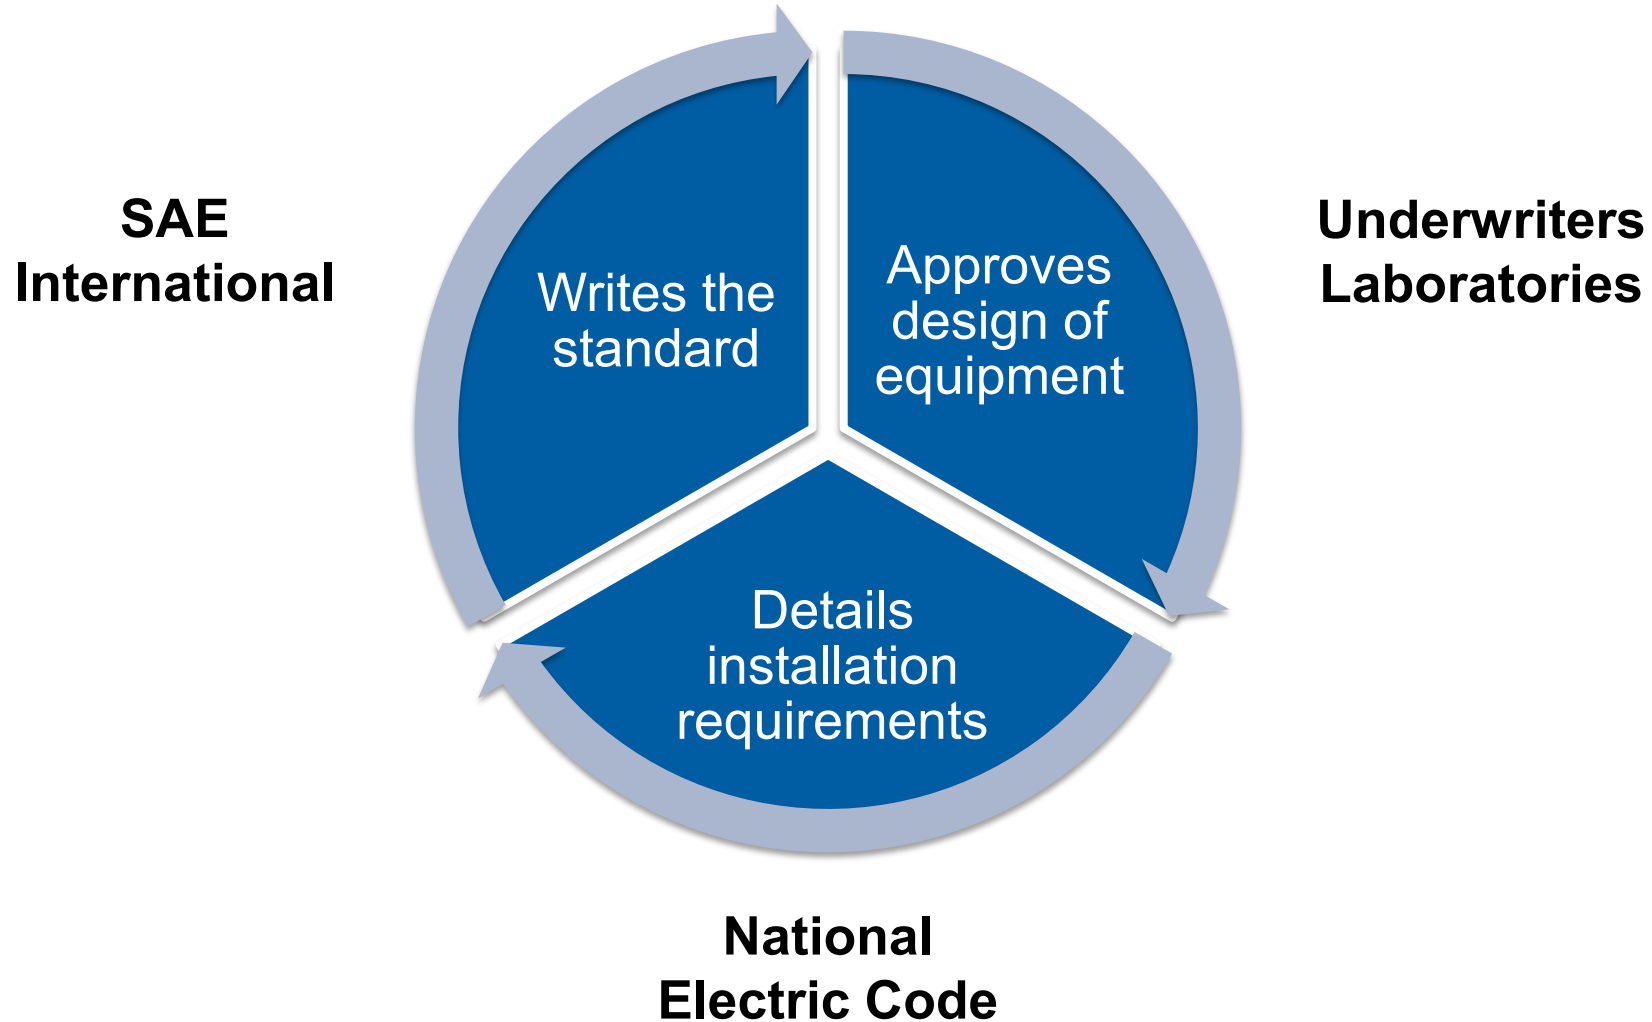 SAE
International
Writes the
standard
Approves
design of
equipment
Underwriters
Laboratories
Details
installation
requirements
National
Electric Code